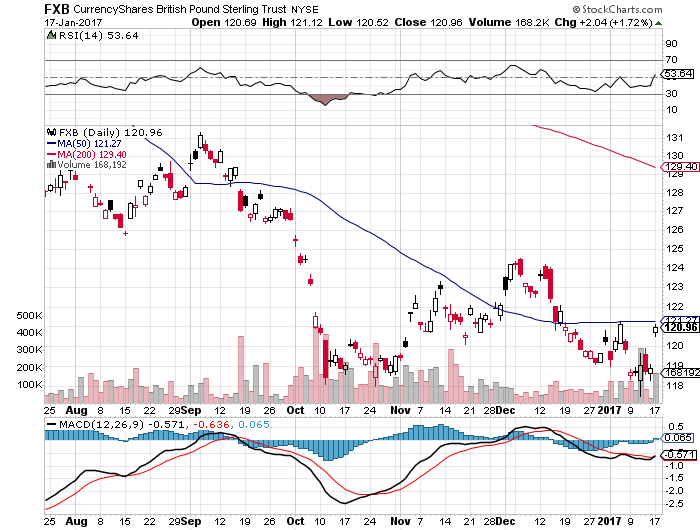 FXB CurrencyShares British Pound Sterling Trust NYSE
© StockCharts.com
17-Jan-2017
Open 120.69 High 121.12 Low 120.52 Close 120.96 Volume 168.2K Chg +2.04 (+1.72%)
RSI(14) 53.64
90
70
53.64
50
30
10
FXB (Daily) 120.96
MA(50) 121.27
MA(200) 129.40
Volume 168,192
131
130
129.40
129
128
127
126
125
124
123
122
121.27
120.96
120
119
168192
118
500K
400K
300K
200K
100K
25 Aug 8 15 22 29 Sep 12 19 26 Oct 10 17 24 Nov 7 14 21 28 Dec 12 19 27 2017 9 17
MACD(12,26,9) -0.571, -0.636, 0.065
0.5
0.065
-0.571
-1.0
-1.5
-2.0
-2.5
25 Aug 8 15 22 29 Sep 12 19 26 Oct 10 17 24 Nov 7 14 21 28 Dec 12 19 27 2017 9 17